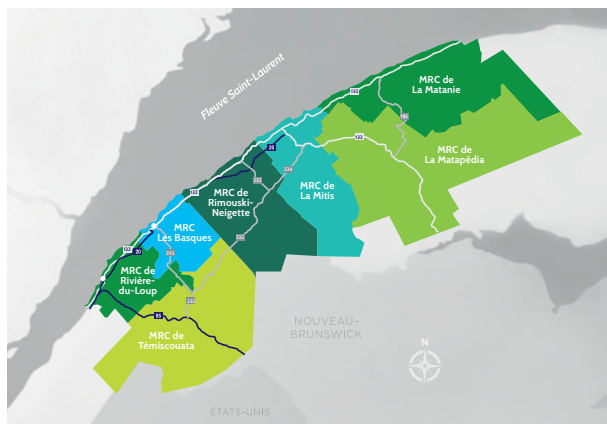 Fleuve Saint-Laurent
MRC de
La Matanie
132
195
132
MRC de
La Matapédia
20
234
MRC de
La Mitis
132
MRC de
Rimouski-
Neigette
232
MRC
Les Basques
132
20
293
MRC de
Rivière-
du-Loup
232
85
MRC de
Témiscouata
NOUVEAU-
BRUNSWICK
N
ÉTATS-UNIS